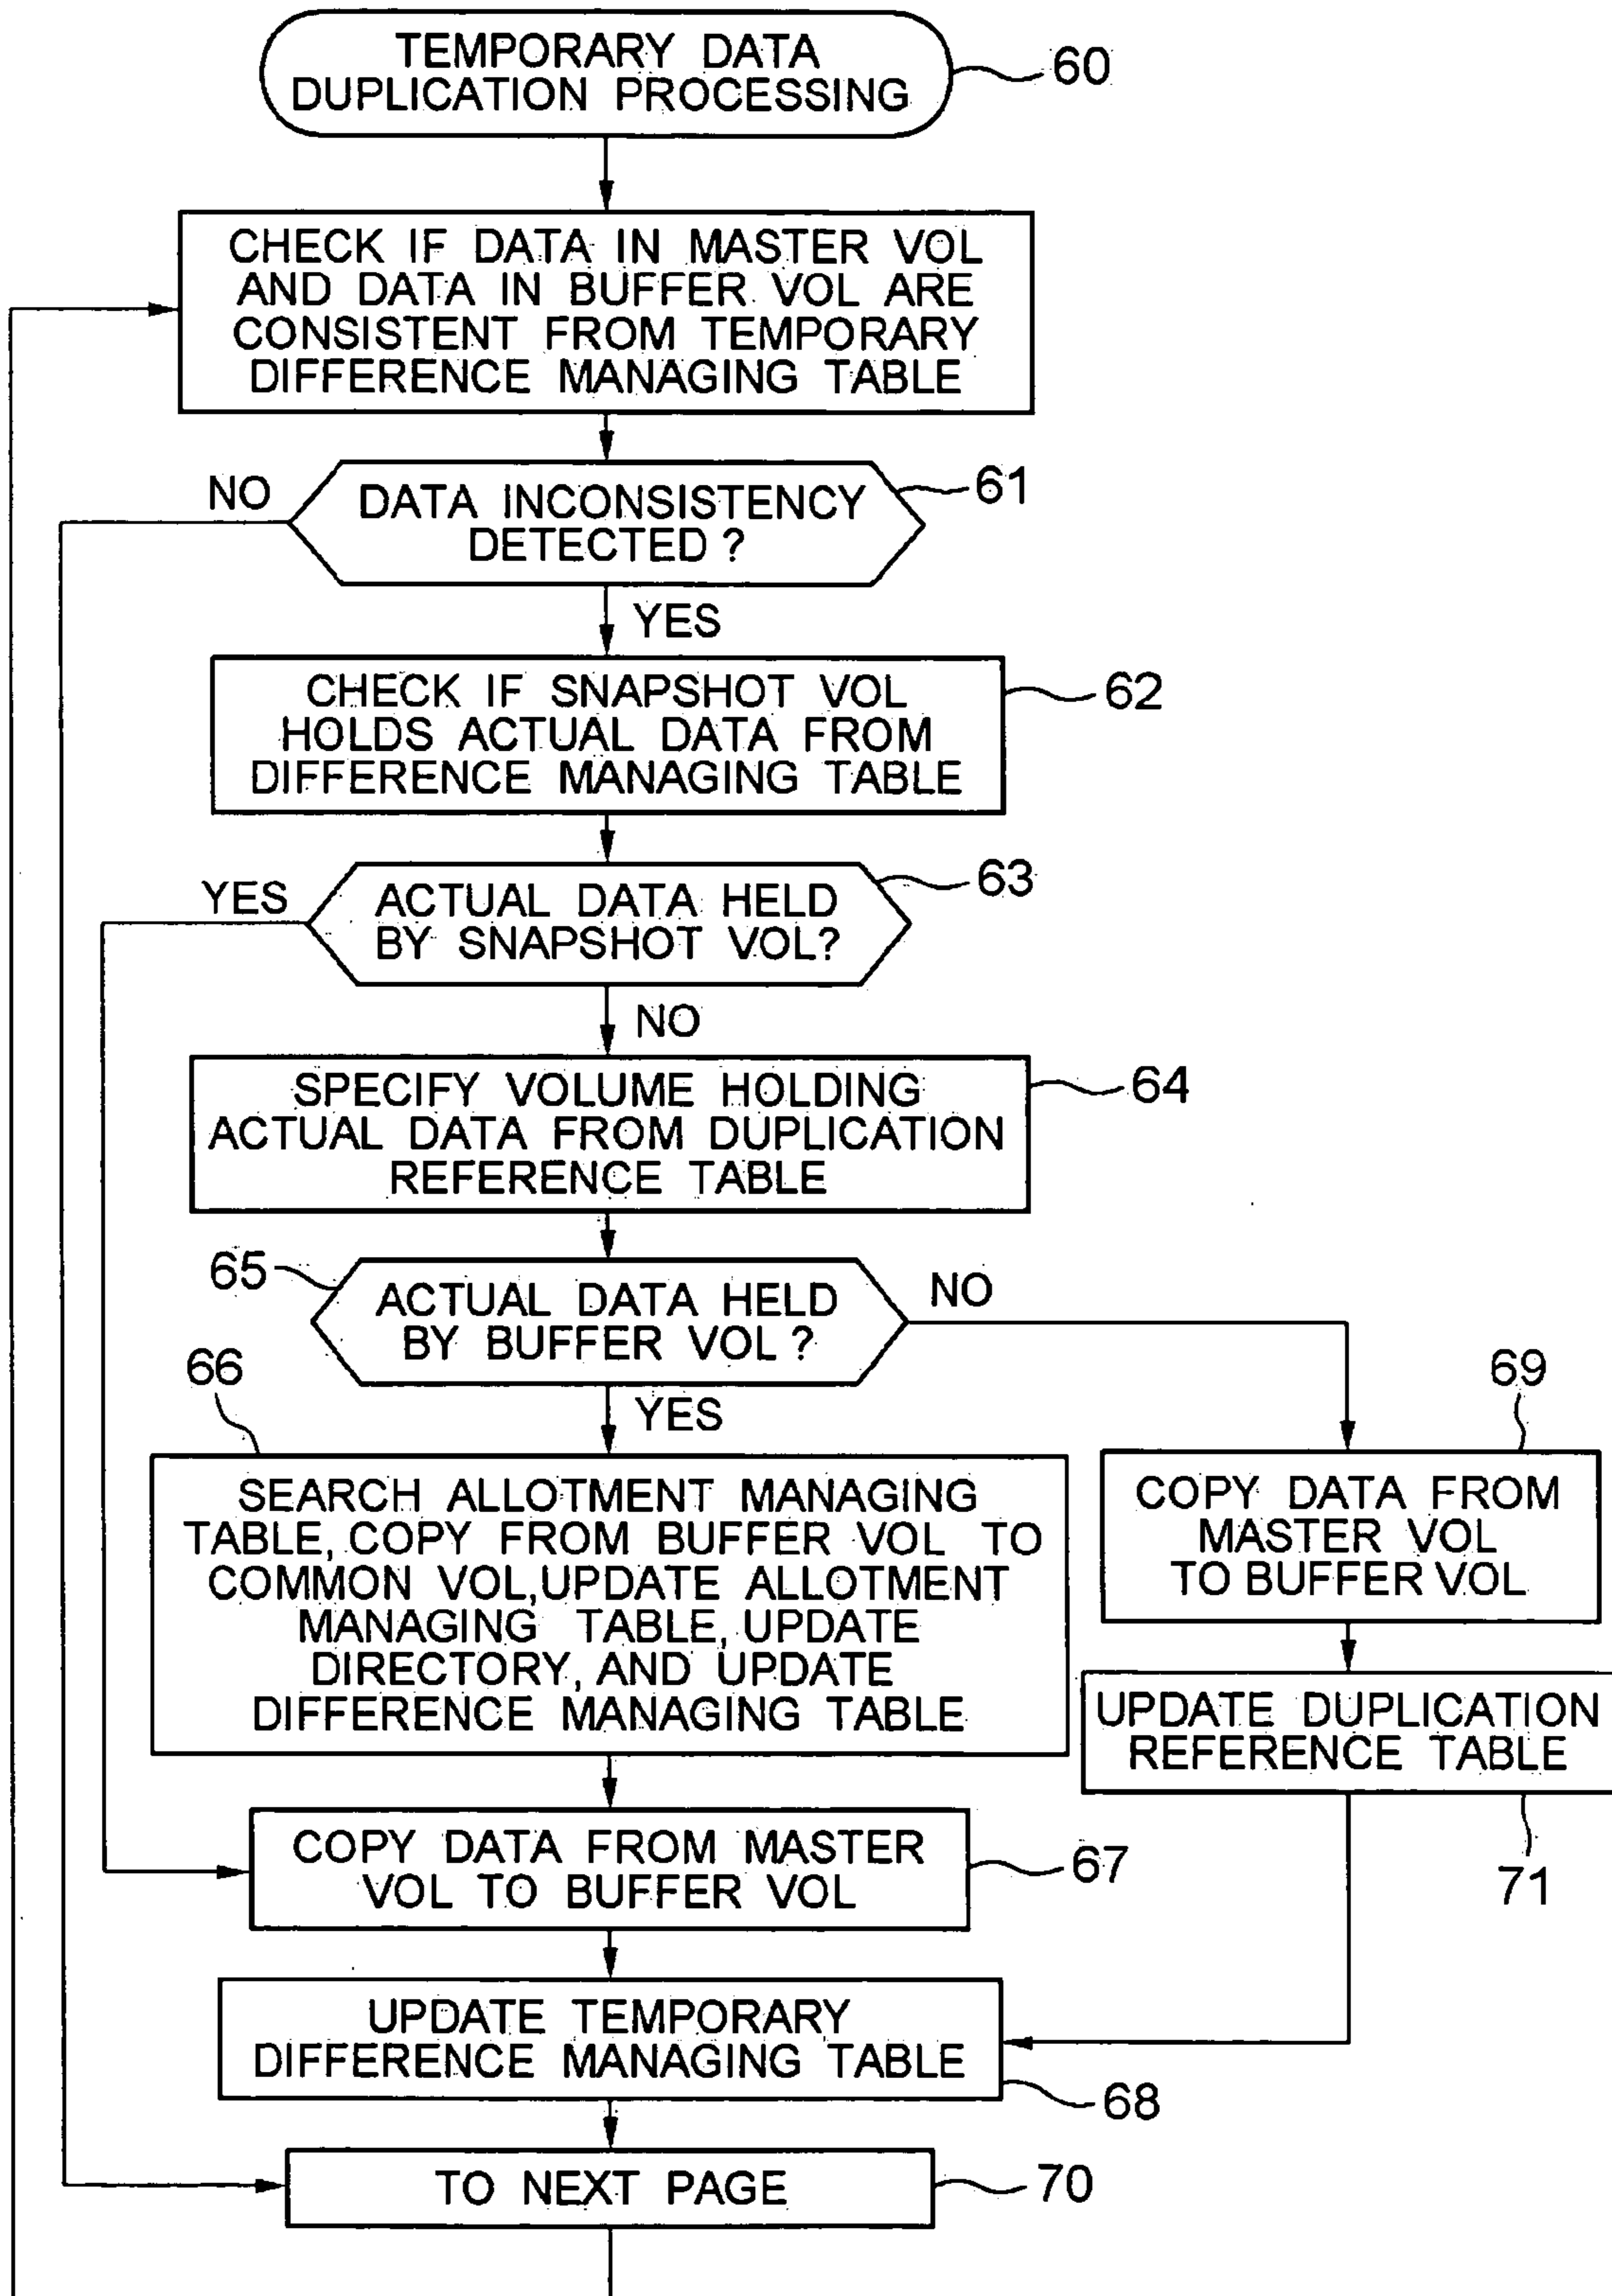 TEMPORARY DATA
DUPLICATION PROCESSING
60
CHECK IF DATA IN MASTER VOL
AND DATA IN BUFFER VOL ARE
CONSISTENT FROM TEMPORARY
DIFFERENCE MANAGING TABLE
NO
DATA INCONSISTENCY
DETECTED ?
61
YES
CHECK IF SNAPSHOT VOL
HOLDS ACTUAL DATA FROM
DIFFERENCE MANAGING TABLE
62
YES
ACTUAL DATA HELD
BY SNAPSHOT VOL?
63
NO
SPECIFY VOLUME HOLDING
ACTUAL DATA FROM DUPLICATION
REFERENCE TABLE
64
65
ACTUAL DATA HELD
BY BUFFER VOL ?
NO
YES
66
SEARCH ALLOTMENT MANAGING
TABLE, COPY FROM BUFFER VOL TO
COMMON VOL, UPDATE ALLOTMENT
MANAGING TABLE, UPDATE
DIRECTORY, AND UPDATE
DIFFERENCE MANAGING TABLE
69
COPY DATA FROM
MASTER VOL
TO BUFFER VOL
UPDATE DUPLICATION
REFERENCE TABLE
71
COPY DATA FROM MASTER
VOL TO BUFFER VOL
67
UPDATE TEMPORARY
DIFFERENCE MANAGING TABLE
68
TO NEXT PAGE
70